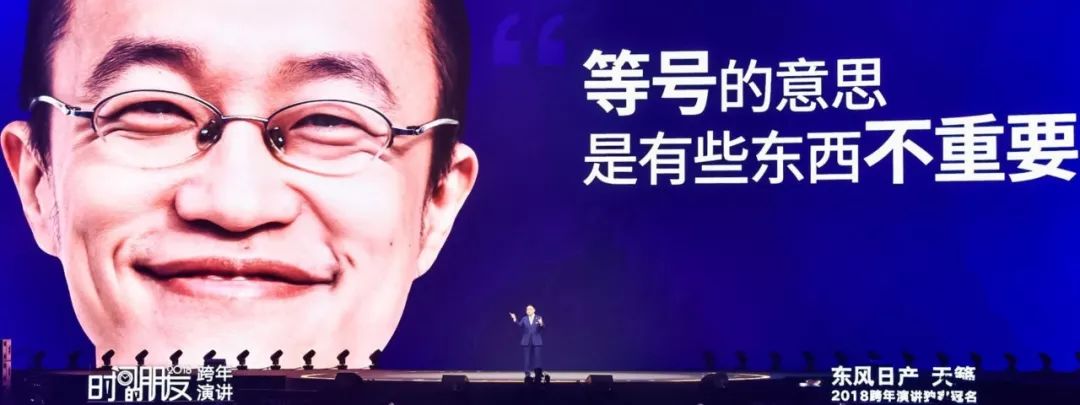 等号的意思
是有些东西不重要
时间的朋友 2018 跨年
演讲
东风日产 天籁
2018跨年演讲独家冠名